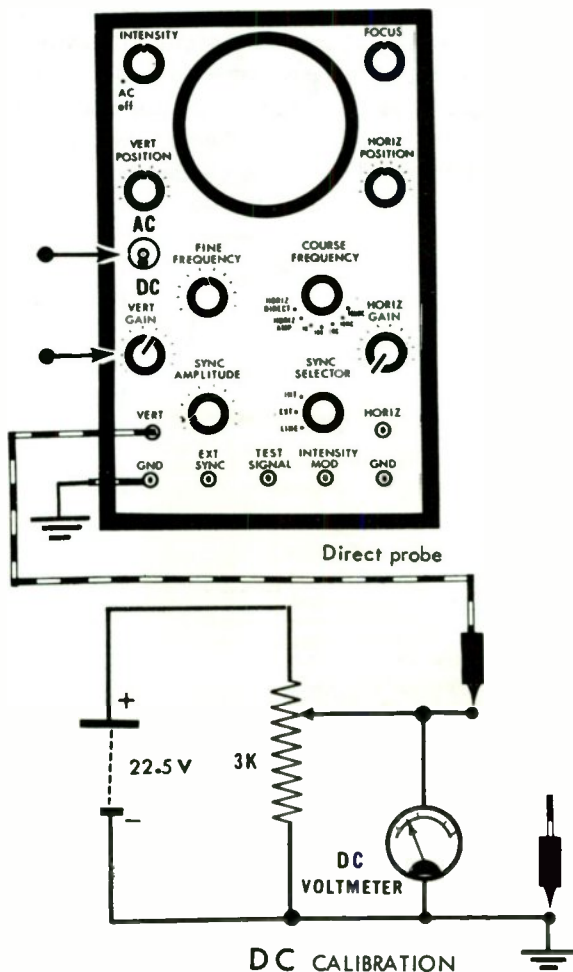 INTENSITY
FOCUS
AC
off
VERT
POSITION
HORIZ
POSITION
AC
FINE
FREQUENCY
COURSE
FREQUENCY
DC
HORIZ
DIRECT
HORIZ
AMP
VERT
GAIN
HORIZ
GAIN
SYNC
AMPLITUDE
SYNC
SELECTOR
INT
EXT
LINE
VERT
HORIZ
GND
EXT
SYNC
TEST
SIGNAL
INTENSITY
MOD
GND
Direct probe
+
22.5 V
3K
-
DC
VOLTMETER
DC CALIBRATION